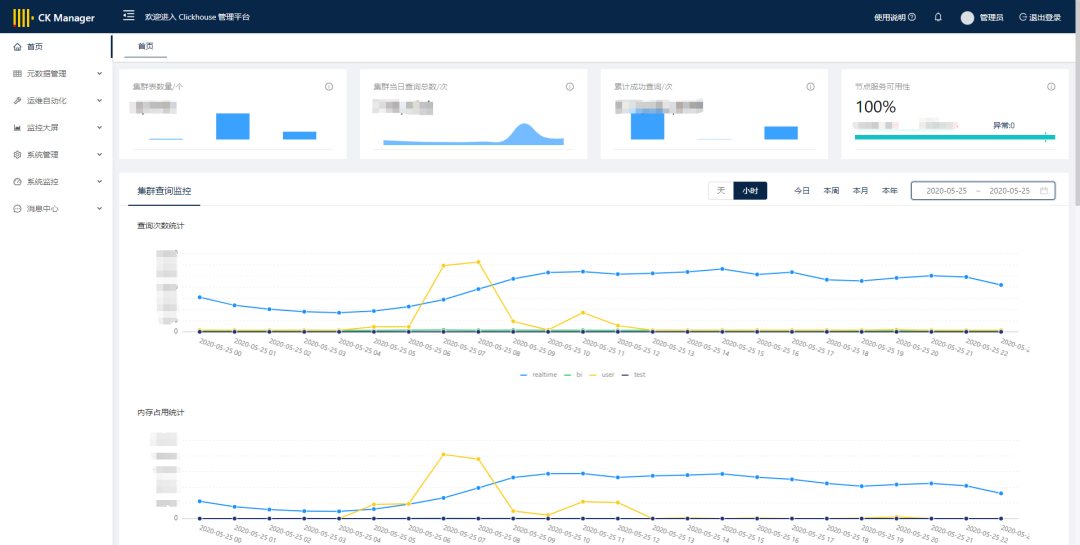 CK Manager
欢迎进入 Clickhouse 管理平台
使用说明
管理员
退出登录
首页
元数据管理
运维自动化
监控大屏
系统管理
系统监控
消息中心
首页
集群表数量/个
集群当日查询总数/次
累计成功查询/次
节点服务可用性
100%
异常:0
集群查询监控
天
小时
今日
本周
本月
本年
2020-05-25 ~ 2020-05-25
查询次数统计
0
2020-05-25 00
2020-05-25 01
2020-05-25 02
2020-05-25 03
2020-05-25 04
2020-05-25 05
2020-05-25 06
2020-05-25 07
2020-05-25 08
2020-05-25 09
2020-05-25 10
2020-05-25 11
2020-05-25 12
2020-05-25 13
2020-05-25 14
2020-05-25 15
2020-05-25 16
2020-05-25 17
2020-05-25 18
2020-05-25 19
2020-05-25 20
2020-05-25 21
2020-05-25 22
2020-05-2
realtime
bi
user
test
内存占用统计
0
2020-05-25 00
2020-05-25 01
2020-05-25 02
2020-05-25 03
2020-05-25 04
2020-05-25 05
2020-05-25 06
2020-05-25 07
2020-05-25 08
2020-05-25 09
2020-05-25 10
2020-05-25 11
2020-05-25 12
2020-05-25 13
2020-05-25 14
2020-05-25 15
2020-05-25 16
2020-05-25 17
2020-05-25 18
2020-05-25 19
2020-05-25 20
2020-05-25 21
2020-05-25 22
2020-05-2